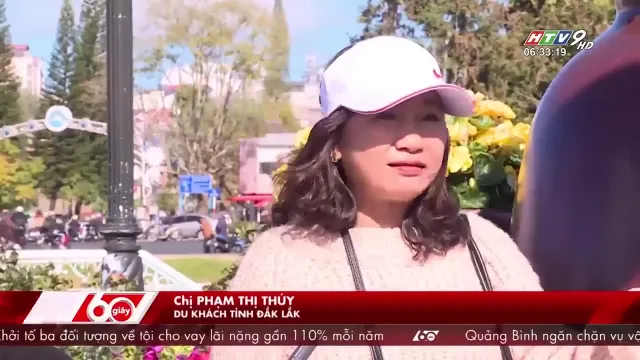 HTV9 HD
06:33:19
60 giây
Chị PHẠM THỊ THÚY
DU KHÁCH TỈNH ĐẮK LẮK
Khởi tố ba đối tượng về tội cho vay lãi nặng gần 110% mỗi năm 60 Quảng Bình ngăn chặn vụ vậ